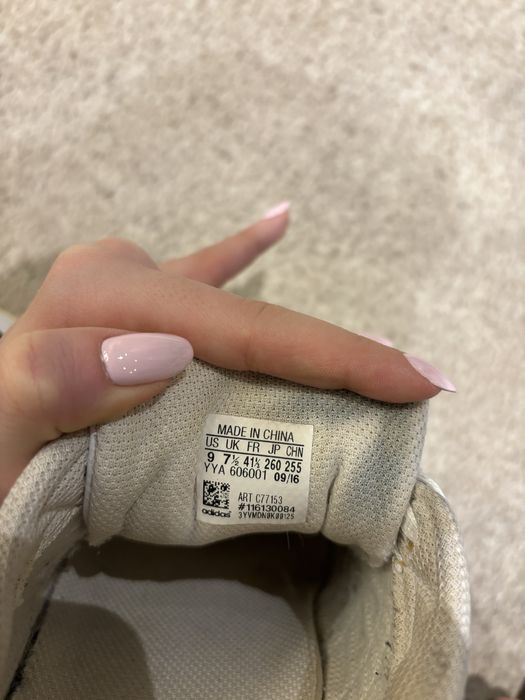 MADE IN CHINA
US UK FR JP CHN
9 7½ 41⅓ 260 255
YYA 606001 09/16
ART C77153
#116130084
adidas 3YVMDN9K99125